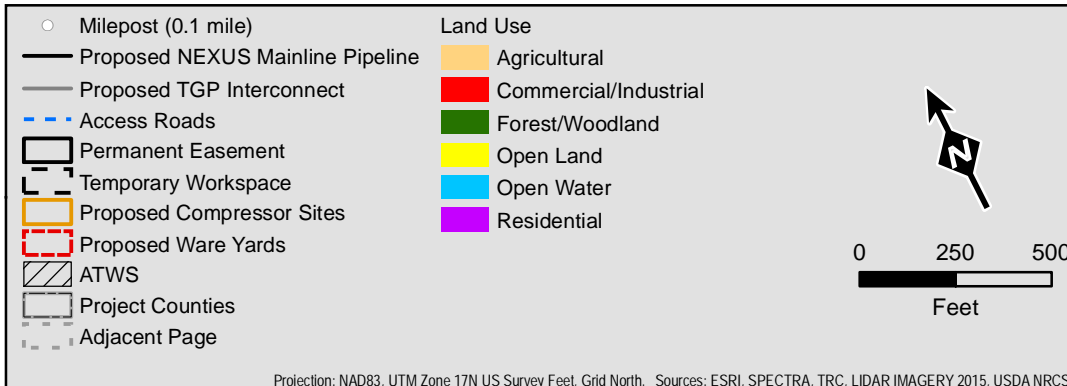 Milepost (0.1 mile)
Proposed NEXUS Mainline Pipeline
Proposed TGP Interconnect
Access Roads
Permanent Easement
Temporary Workspace
Proposed Compressor Sites
Proposed Ware Yards
ATWS
Project Counties
Adjacent Page
Land Use
Agricultural
Commercial/Industrial
Forest/Woodland
Open Land
Open Water
Residential
N
0 250 500
Feet
Projection: NAD83, UTM Zone 17N US Survey Feet, Grid North. Sources: ESRI, SPECTRA, TRC, LIDAR IMAGERY 2015, USDA NRCS